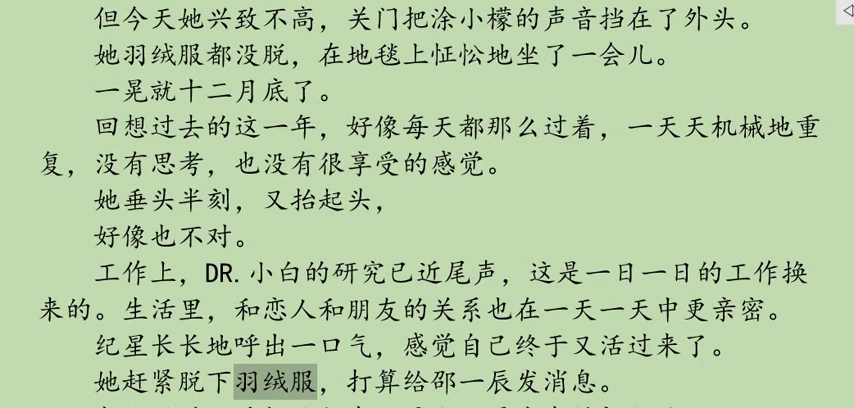 但今天她兴致不高，关门把涂小檬的声音挡在了外头。
她羽绒服都没脱，在地毯上怔忪地坐了一会儿。
一晃就十二月底了。
回想过去的这一年，好像每天都那么过着，一天天机械地重
复，没有思考，也没有很享受的感觉。
她垂头半刻，又抬起头，
好像也不对。
工作上，DR.小白的研究已近尾声，这是一日一日的工作换
来的。生活里，和恋人和朋友的关系也在一天一天中更亲密。
纪星长长地呼出一口气，感觉自己终于又活过来了。
她赶紧脱下羽绒服，打算给邵一辰发消息。